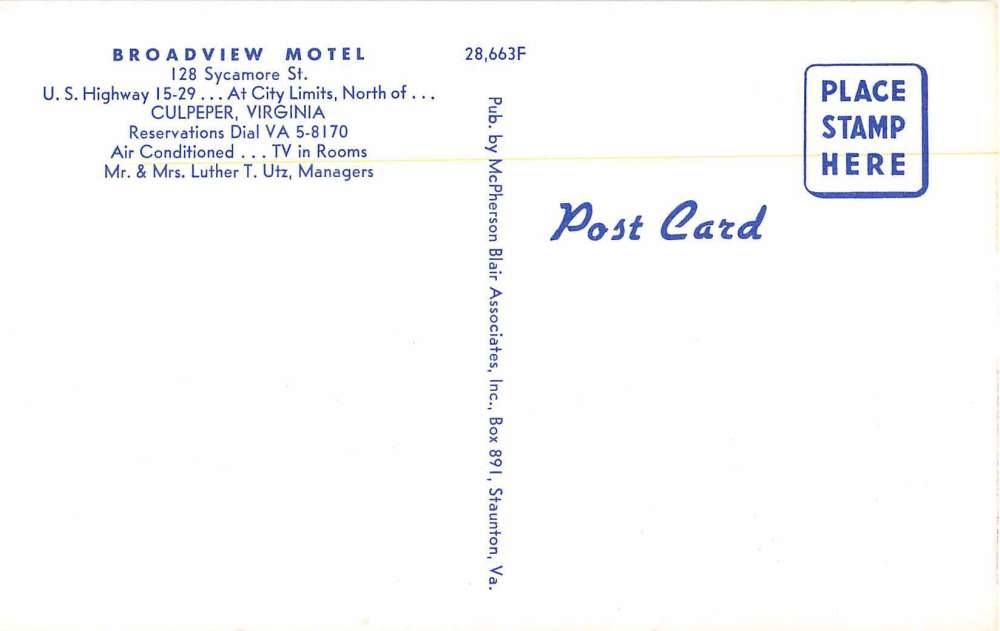 BROADVIEW MOTEL
128 Sycamore St.
U. S. Highway 15-29 ... At City Limits, North of ...
CULPEPER, VIRGINIA
Reservations Dial VA 5-8170
Air Conditioned ... TV in Rooms
Mr. & Mrs. Luther T. Utz, Managers
28,663F
Pub. by McPherson Blair Associates, Inc., Box 891, Staunton, Va.
PLACE
STAMP
HERE
Post Card